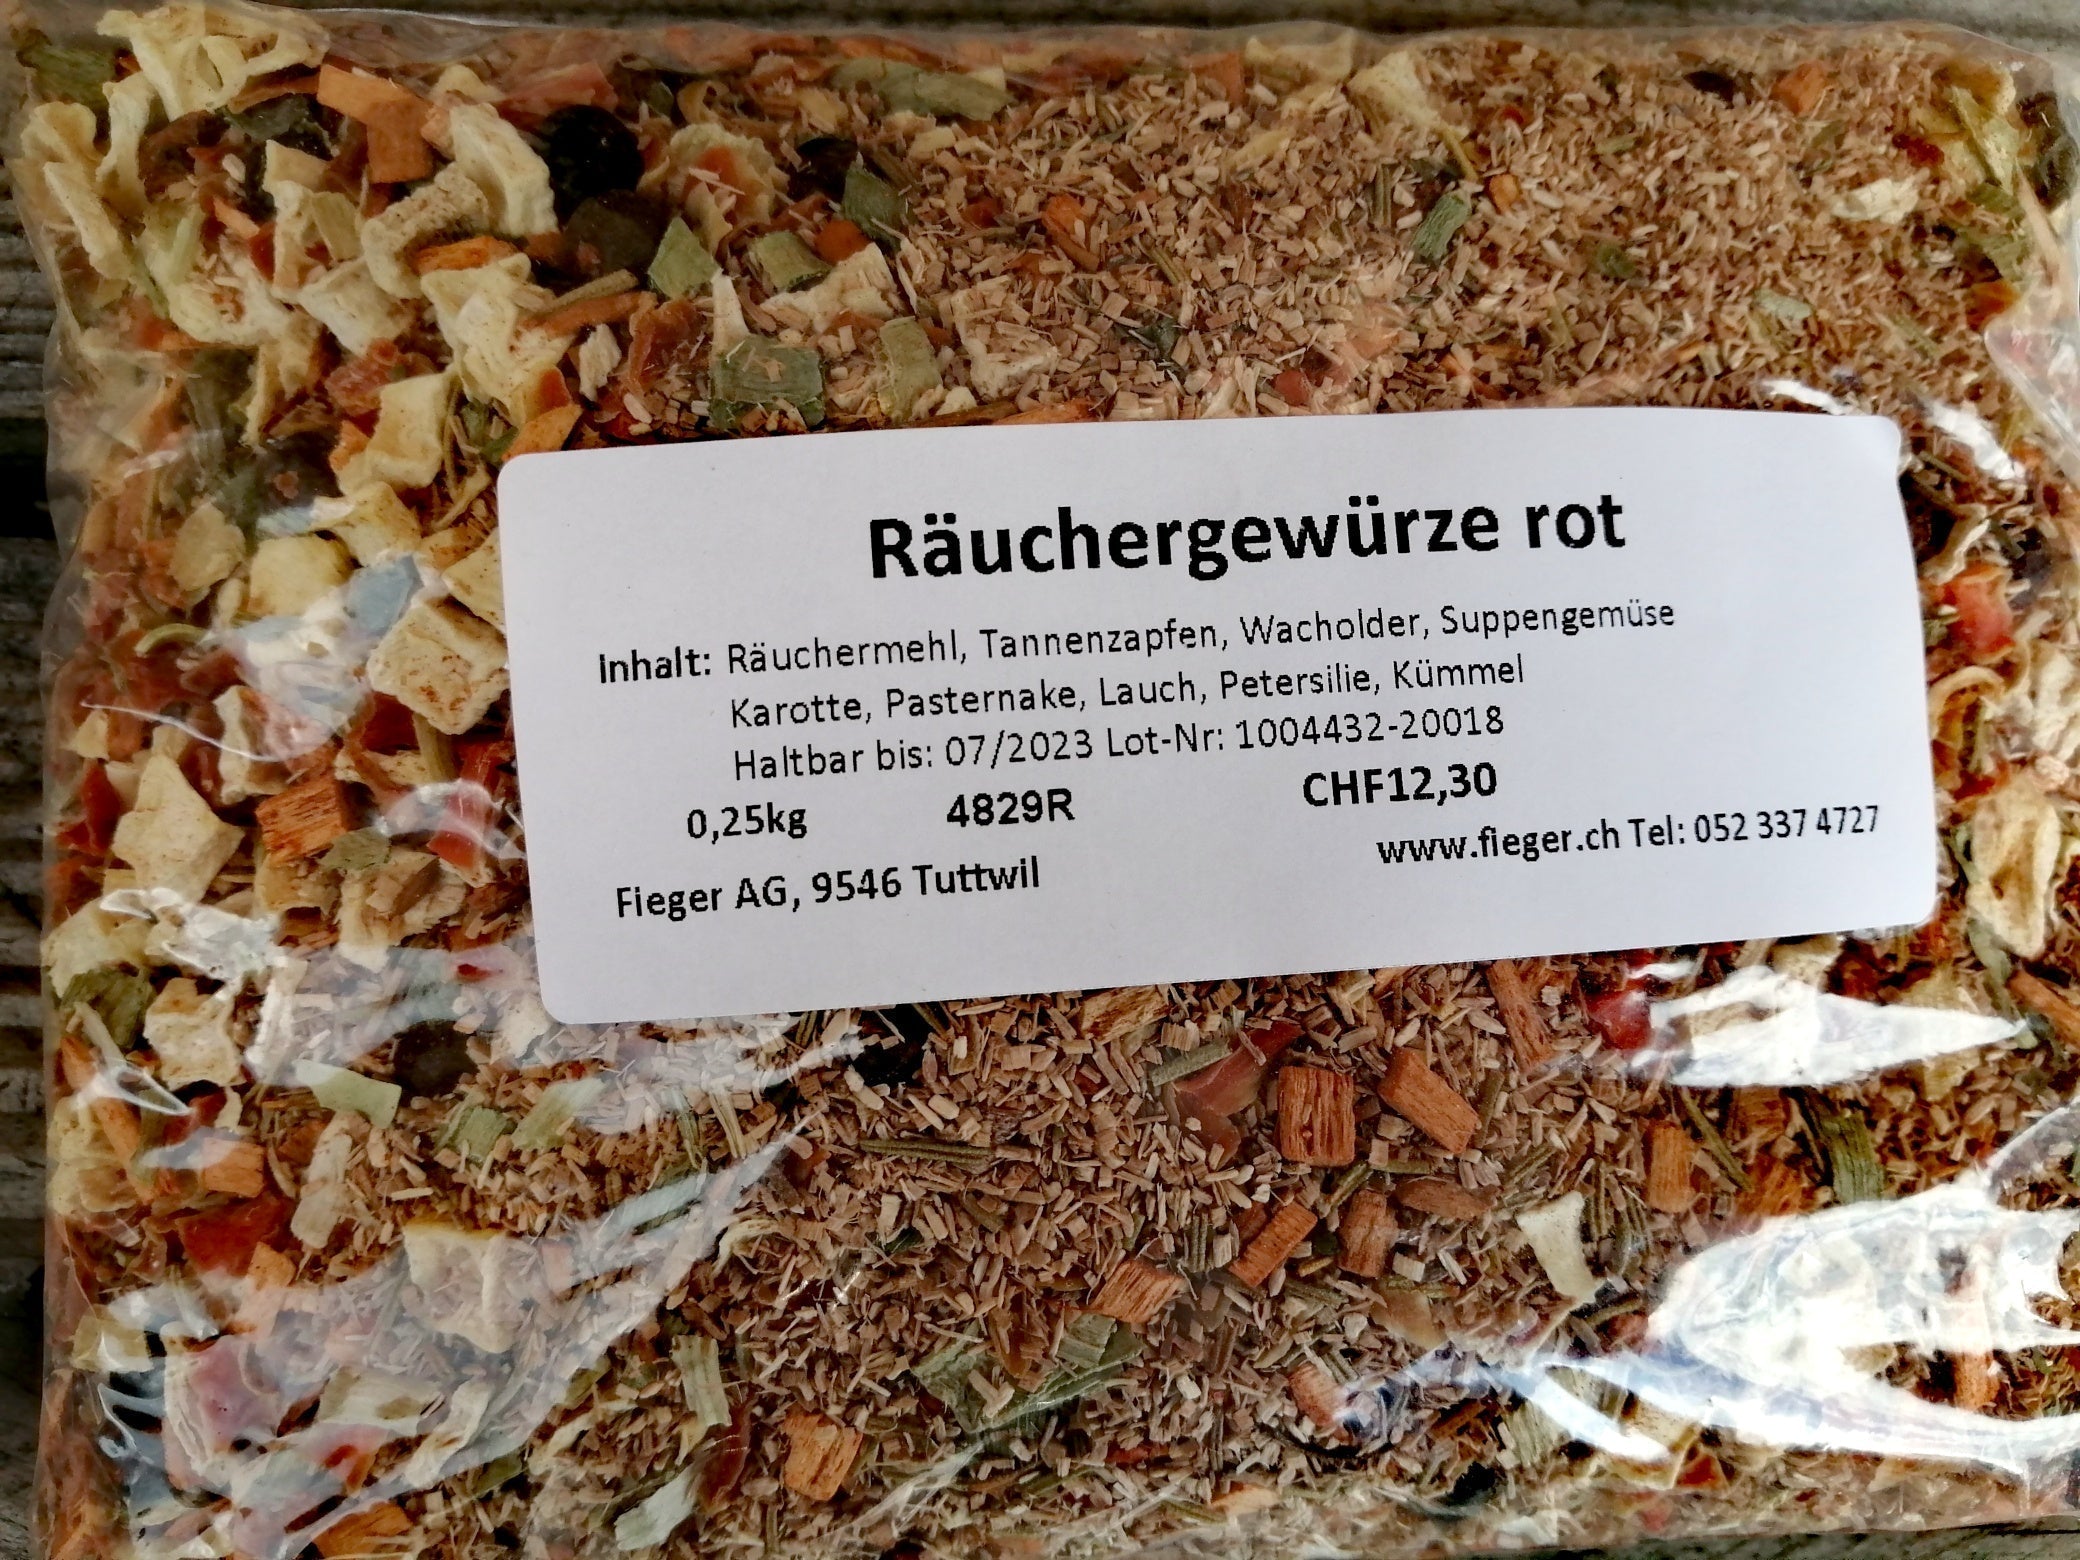 Räuchergewürze rot
Inhalt: Räuchermehl, Tannenzapfen, Wacholder, Suppengemüse
Karotte, Pasternake, Lauch, Petersilie, Kümmel
Haltbar bis: 07/2023 Lot-Nr: 1004432-20018
0,25kg 4829R CHF12,30
Fieger AG, 9546 Tuttwil www.fieger.ch Tel: 052 337 4727